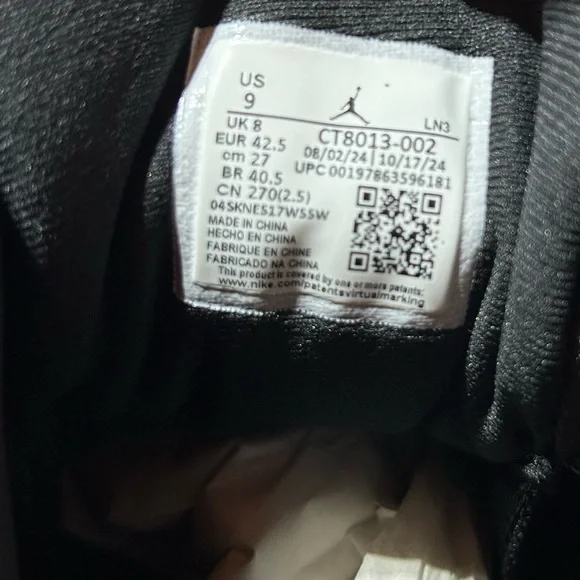 US
9
LN3
UK 8
CT8013-002
EUR 42.5
08/02/24 | 10/17/24
cm 27
UPC 00197863596181
BR 40.5
CN 270(2.5)
04SKNES17W5SW
MADE IN CHINA
HECHO EN CHINA
FABRIQUE EN CHINE
FABRICADO NA CHINA
This product is covered by one or more patents:
www.nike.com/patentsvirtualmarking